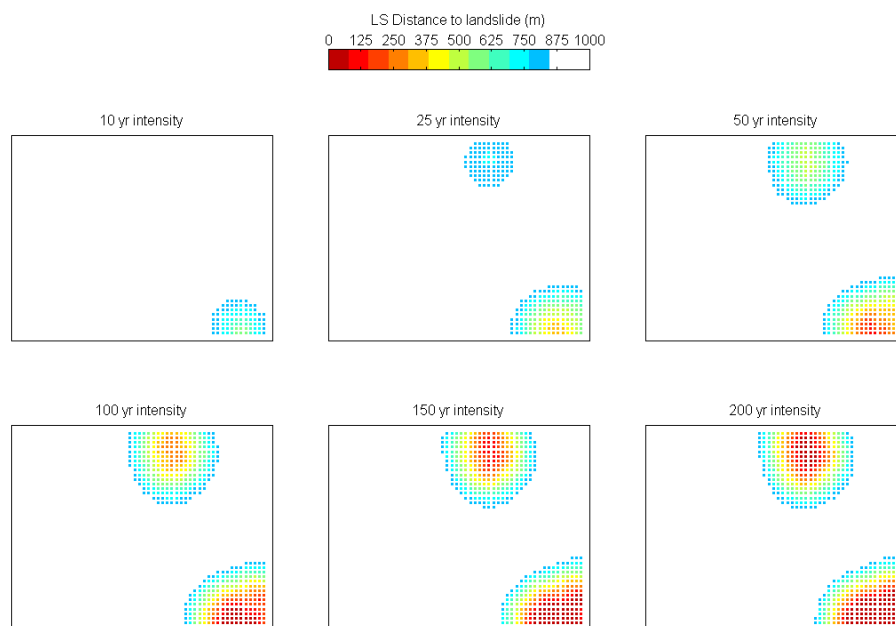 LS Distance to landslide (m)
0 125 250 375 500 625 750 875 1000
10 yr intensity 25 yr intensity 50 yr intensity
100 yr intensity 150 yr intensity 200 yr intensity